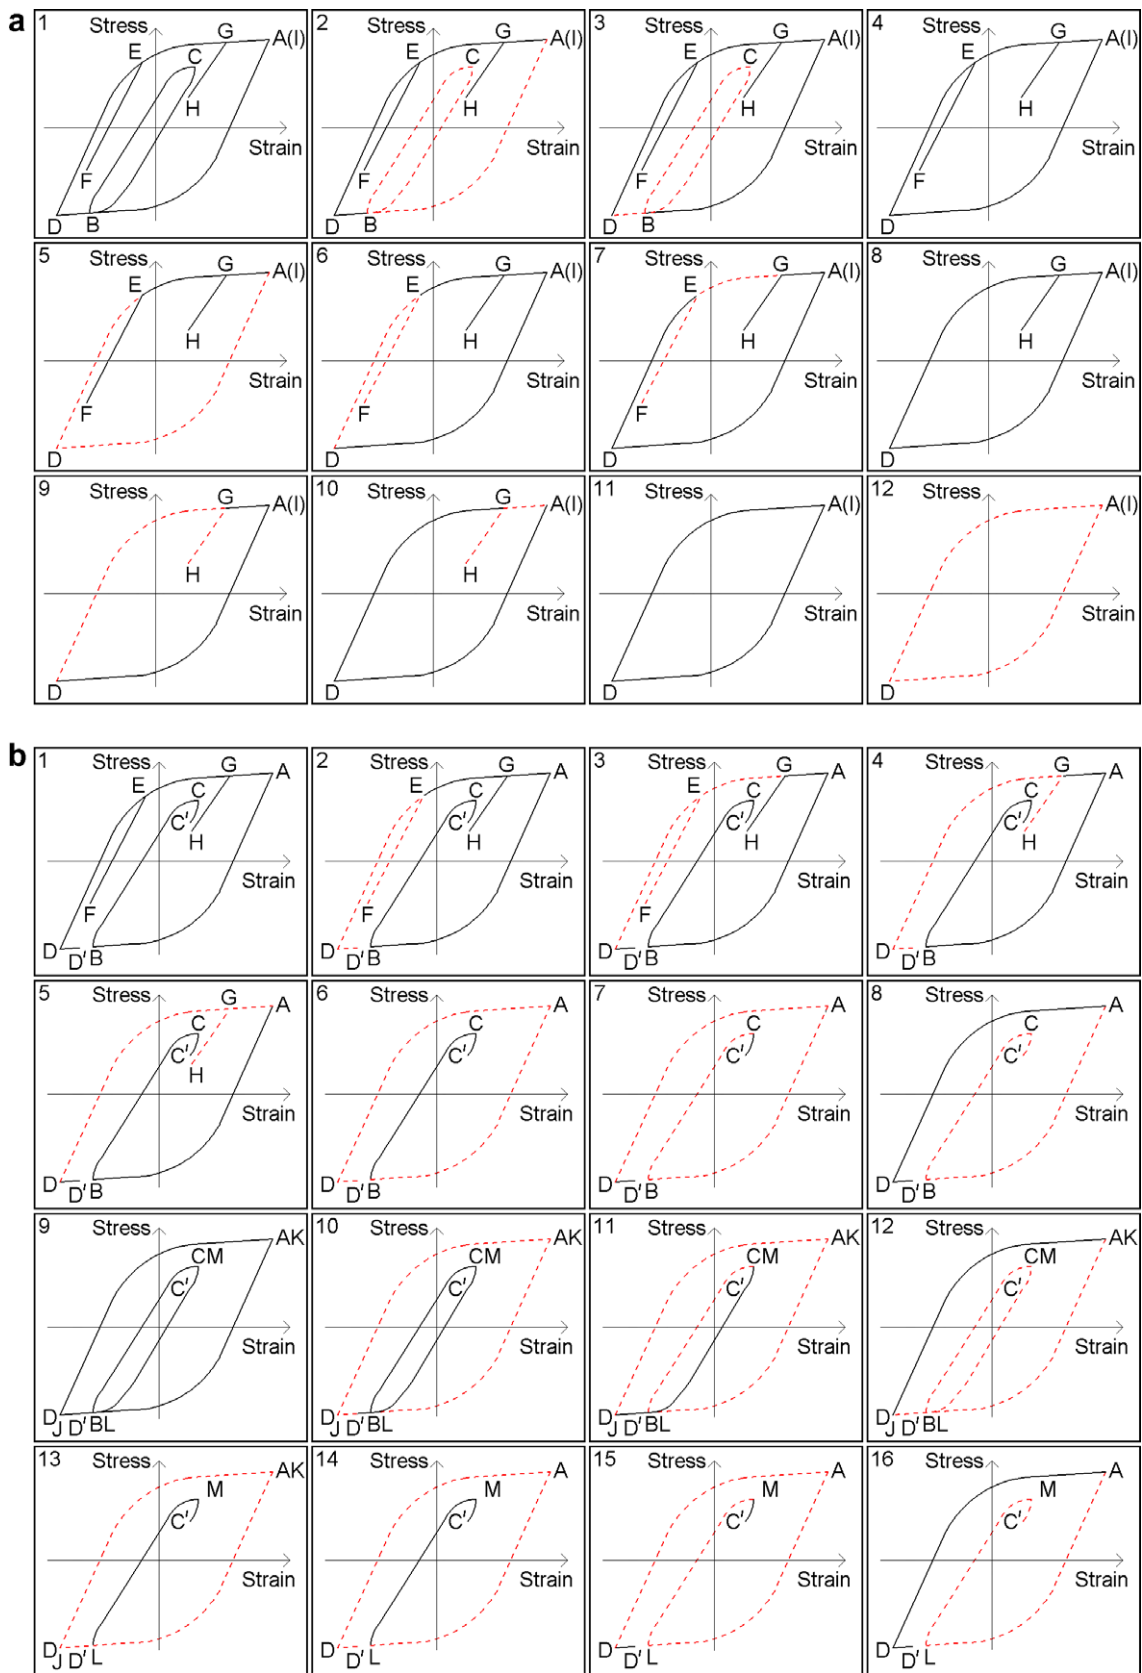 a
1 Stress E G A(I) C H F Strain D B
2 Stress E G A(I) C H F Strain D B
3 Stress E G A(I) C H F Strain D B
4 Stress E G A(I) H F Strain D
5 Stress E G A(I) H F Strain D
6 Stress E G A(I) H F Strain D
7 Stress E G A(I) H F Strain D
8 Stress G A(I) H Strain D
9 Stress G A(I) H Strain D
10 Stress G A(I) H Strain D
11 Stress A(I) Strain D
12 Stress A(I) Strain D
b
1 Stress E G A C C' H F Strain D D' B
2 Stress E G A C C' H F Strain D D' B
3 Stress E G A C C' H F Strain D D' B
4 Stress G A C C' H Strain D D' B
5 Stress G A C C' H Strain D D' B
6 Stress A C C' Strain D D' B
7 Stress A C C' Strain D D' B
8 Stress A C C' Strain D D' B
9 Stress AK CM C' Strain D J D' BL
10 Stress AK CM C' Strain D J D' BL
11 Stress AK CM C' Strain D J D' BL
12 Stress AK CM C' Strain D J D' BL
13 Stress AK M C' Strain D J D' L
14 Stress A M C' Strain D D' L
15 Stress A M C' Strain D D' L
16 Stress A M C' Strain D D' L